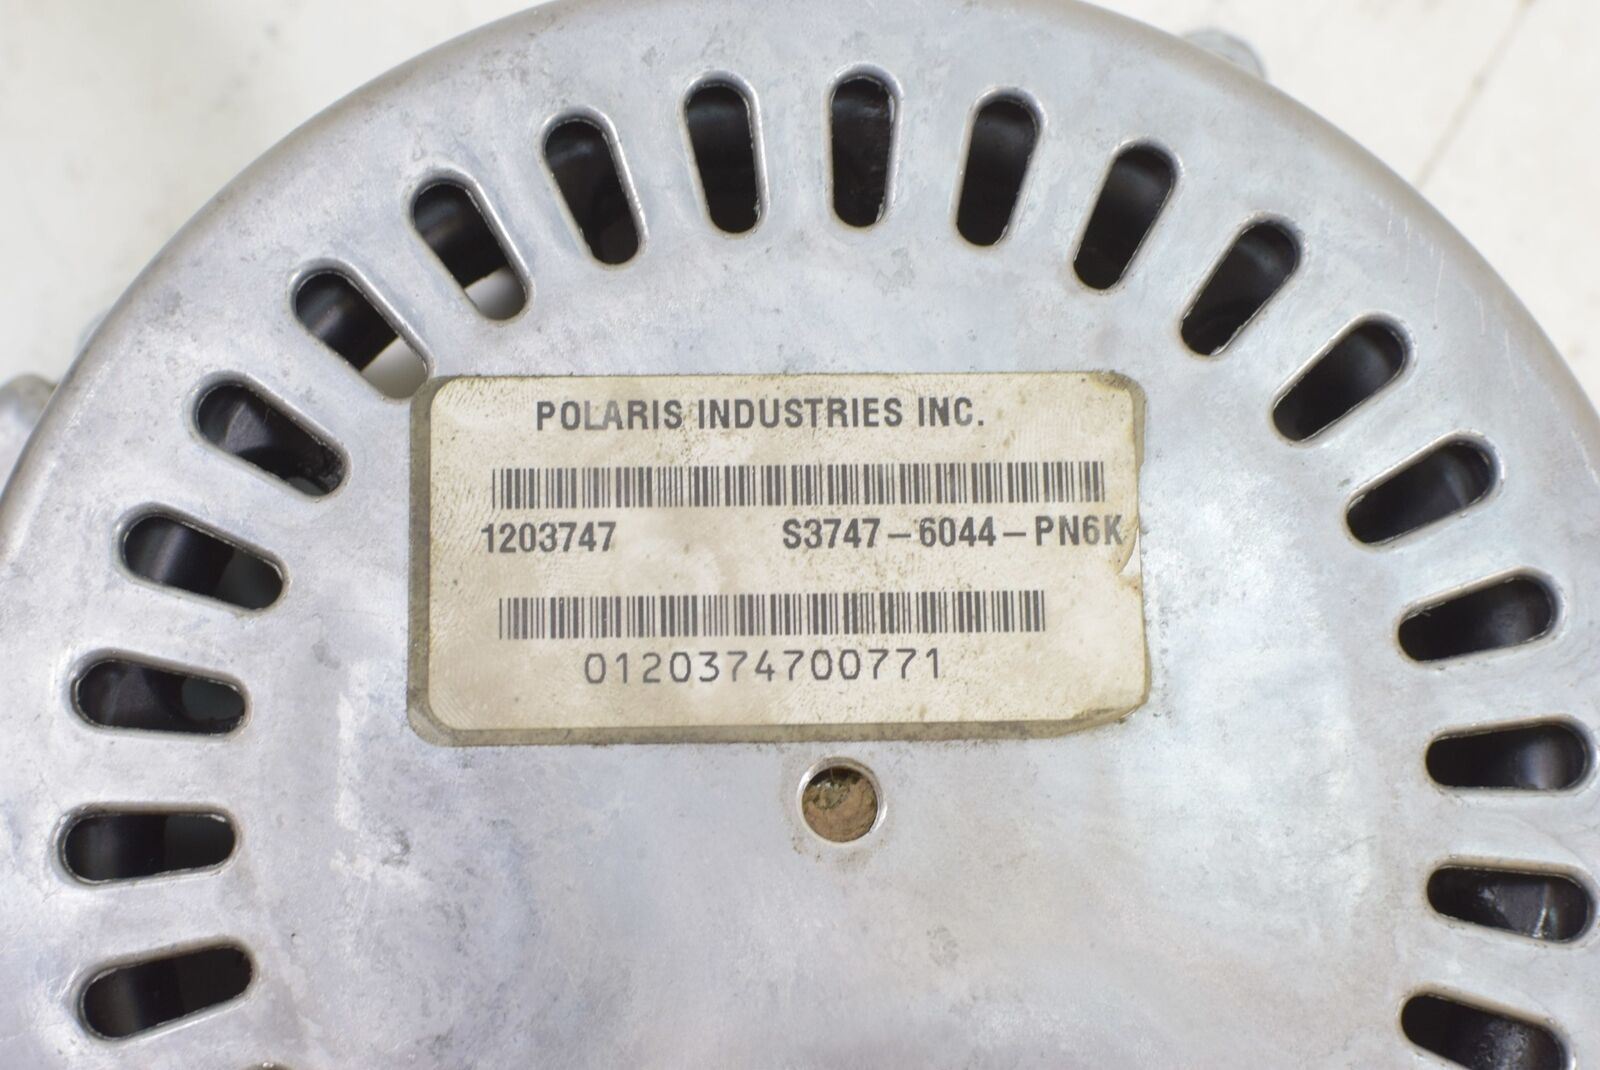 POLARIS INDUSTRIES INC.
1203747 S3747-6044-PN6K
0120374700771